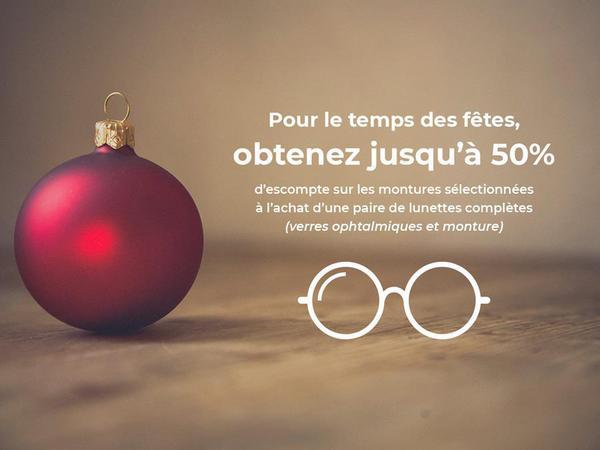 Pour le temps des fêtes,
obtenez jusqu’à 50%
d’escompte sur les montures sélectionnées
à l’achat d’une paire de lunettes complètes
(verres ophtalmiques et monture)